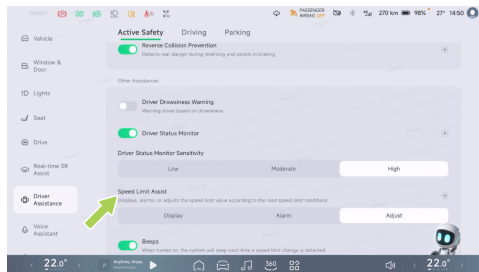 READY
PASSENGER
AIRBAG OFF
270 km
98%
27°
14:50
Active Safety
Driving
Parking
Vehicle
Reverse Collision Prevention
Detects rear danger during reversing and assists in braking
Window &
Door
Other Assistances
Lights
Driver Drowsiness Warning
Warning driver based on drowsiness
Seat
Driver Status Monitor
Drive
Driver Status Monitor Sensitivity
Low
Moderate
High
Real-time SR
Assist
Speed Limit Assist
Displays, alarms, or adjusts the speed limit value according to the road speed limit conditions
Driver
Assistance
Display
Alarm
Adjust
Voice
Assistant
Beeps
When turned on, the system will beep each time a speed limit change is detected.
22.0°
360
22.0°